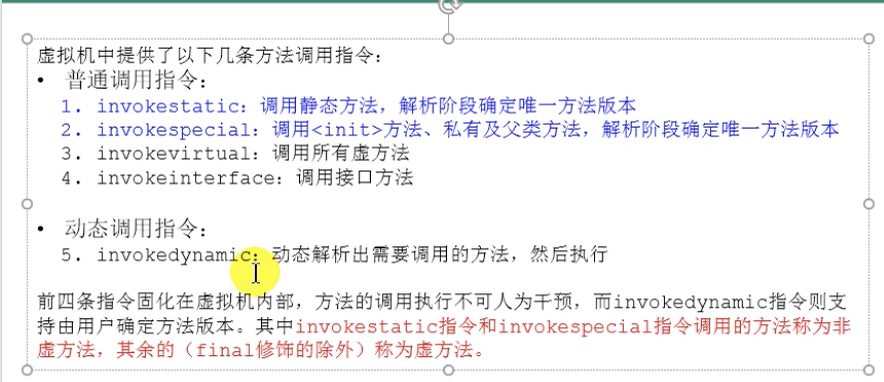 虚拟机中提供了以下几条方法调用指令:
• 普通调用指令:
1. invokestatic: 调用静态方法，解析阶段确定唯一方法版本
2. invokespecial: 调用<init>方法、私有及父类方法，解析阶段确定唯一方法版本
3. invokevirtual: 调用所有虚方法
4. invokeinterface: 调用接口方法
• 动态调用指令:
5. invokedynamic: 动态解析出需要调用的方法，然后执行
前四条指令固化在虚拟机内部，方法的调用执行不可人为干预，而invokedynamic指令则支
持由用户确定方法版本。其中invokestatic指令和invokespecial指令调用的方法称为非
虚方法，其余的（final修饰的除外）称为虚方法。